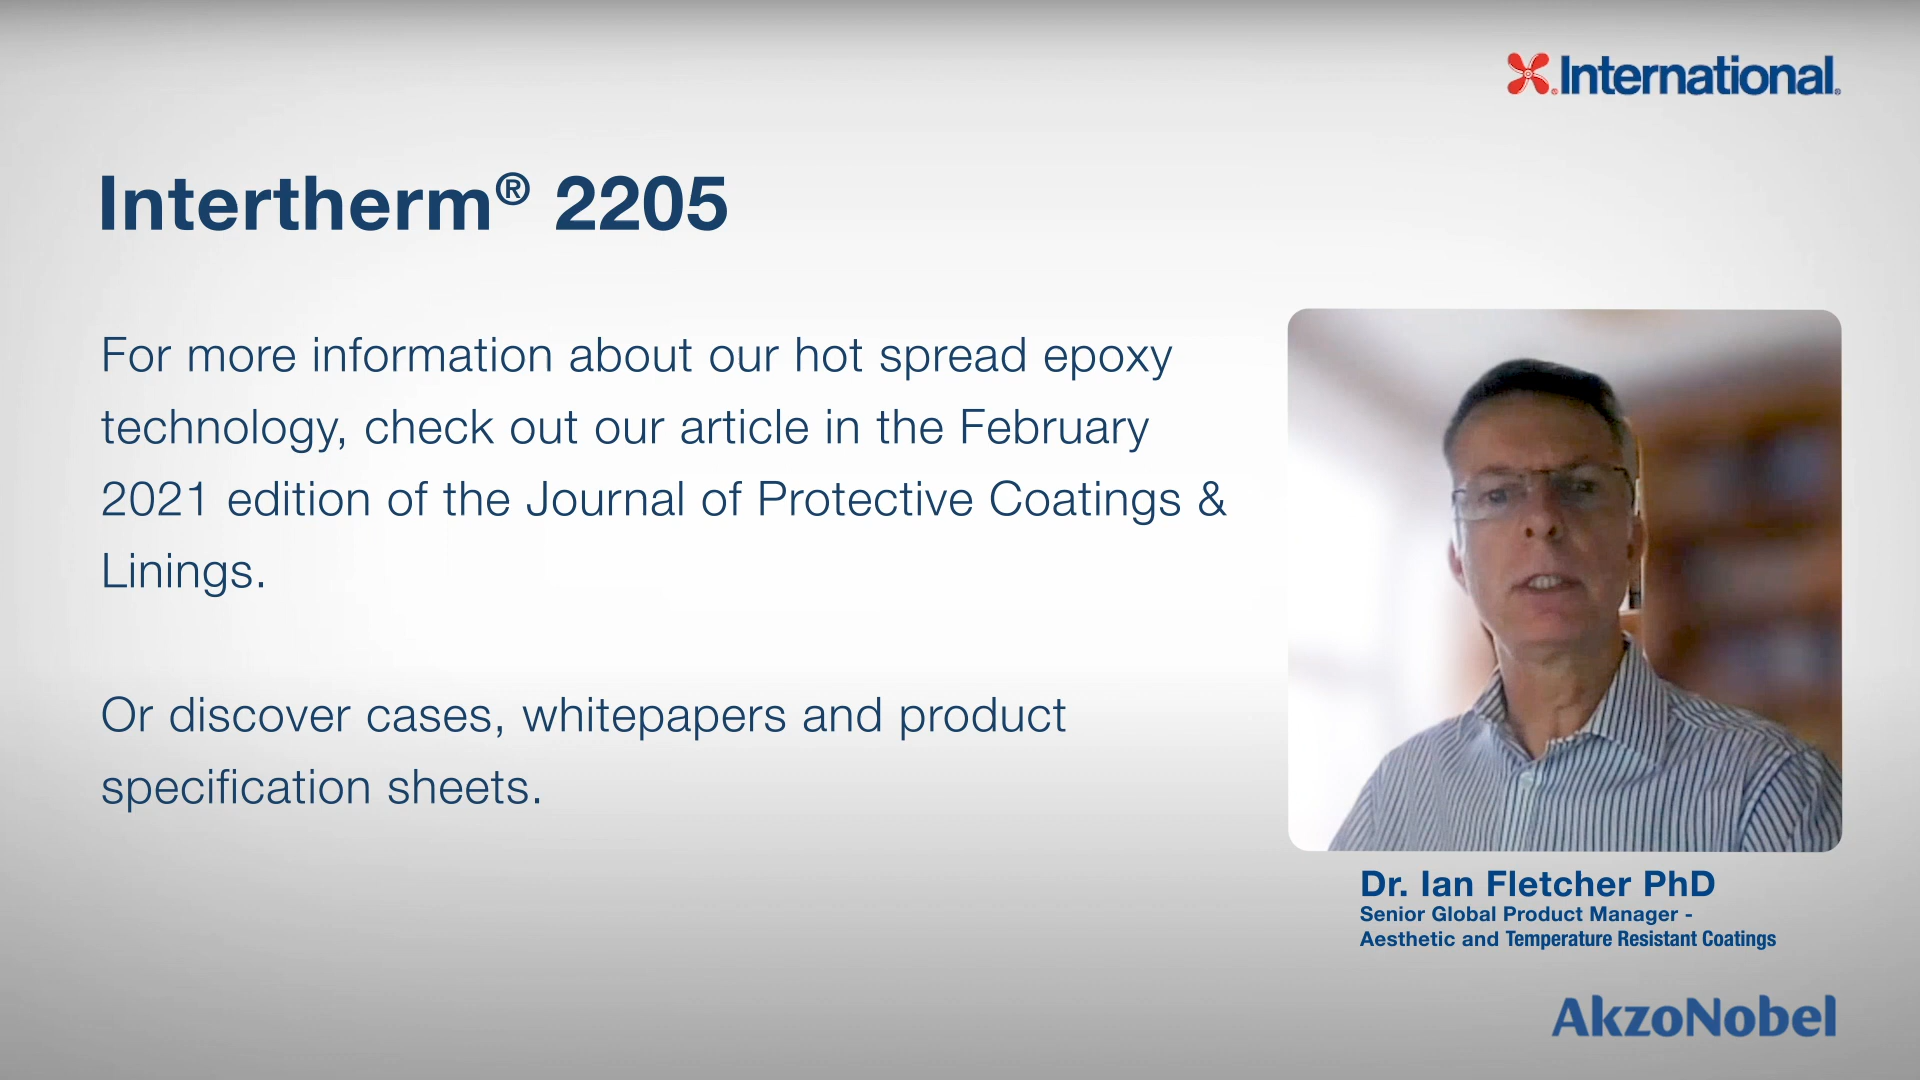 International
Intertherm® 2205
For more information about our hot spread epoxy
technology, check out our article in the February
2021 edition of the Journal of Protective Coatings &
Linings.
Or discover cases, whitepapers and product
specification sheets.
Dr. Ian Fletcher PhD
Senior Global Product Manager -
Aesthetic and Temperature Resistant Coatings
AkzoNobel